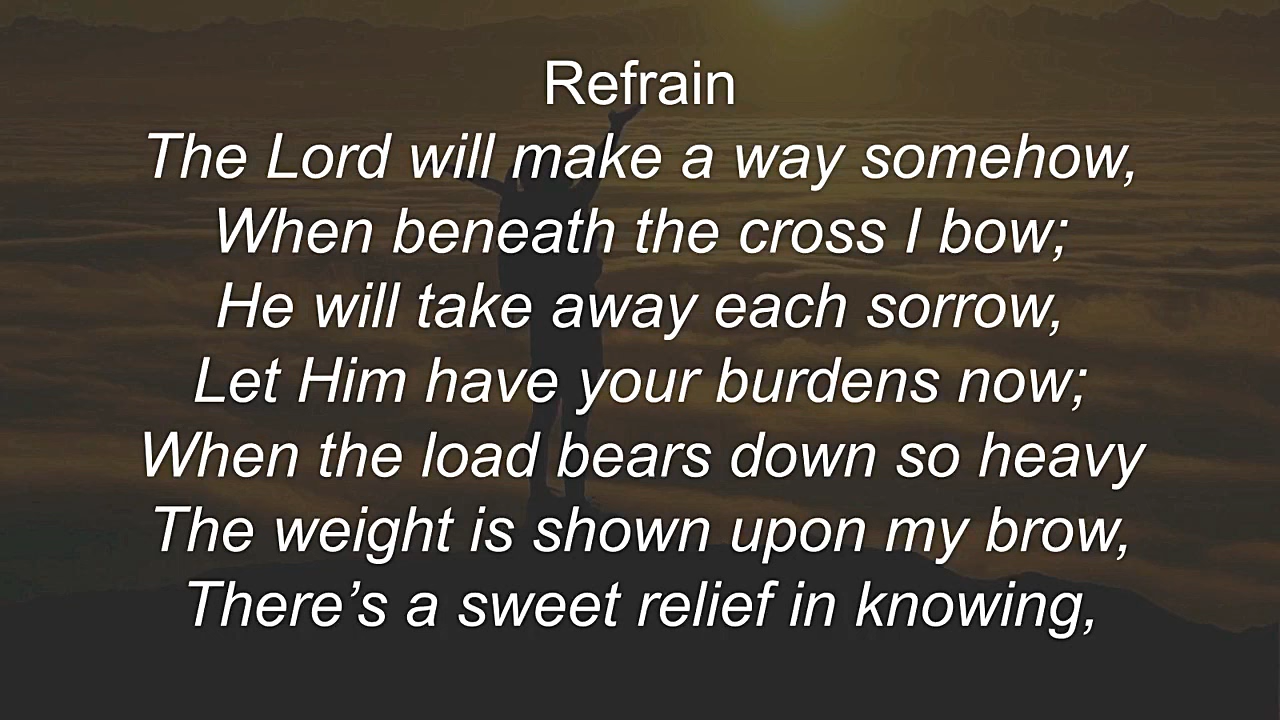 Refrain
The Lord will make a way somehow,
When beneath the cross I bow;
He will take away each sorrow,
Let Him have your burdens now;
When the load bears down so heavy
The weight is shown upon my brow,
There’s a sweet relief in knowing,